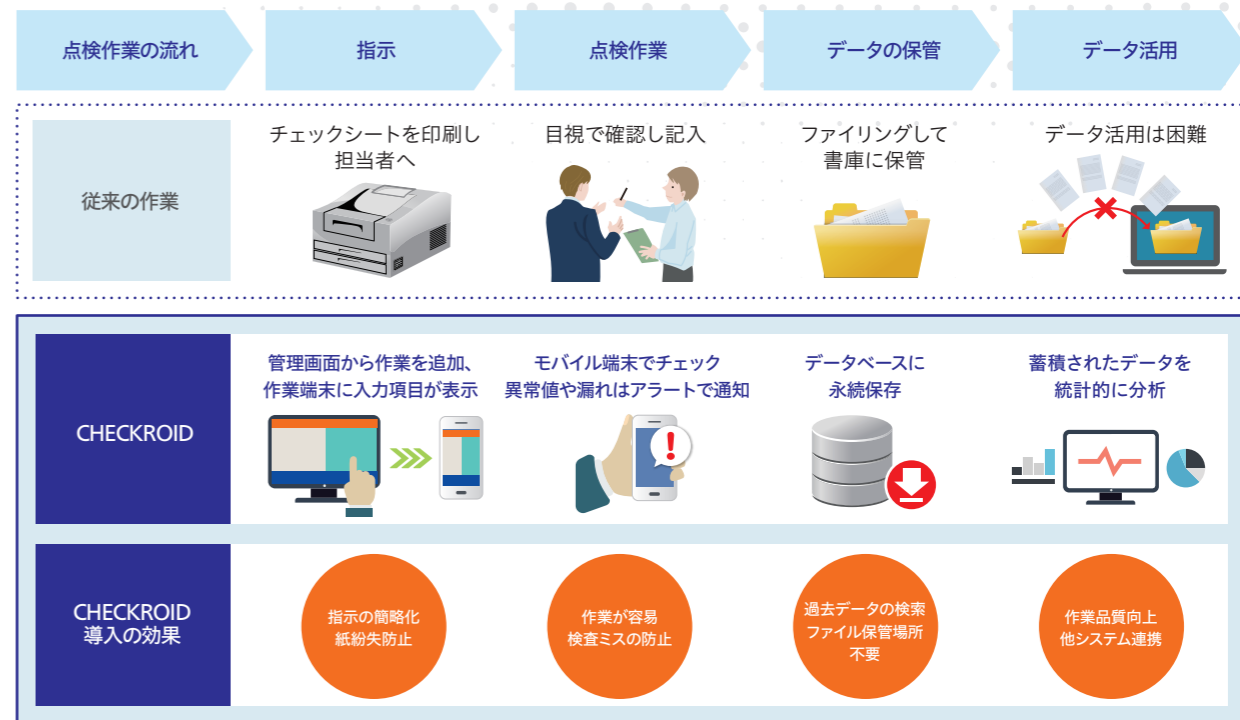 点検作業の流れ
指示
点検作業
データの保管
データ活用
従来の作業
チェックシートを印刷し
担当者へ
目視で確認し記入
ファイリングして
書庫に保管
データ活用は困難
CHECKROID
管理画面から作業を追加、
作業端末に入力項目が表示
モバイル端末でチェック
異常値や漏れはアラートで通知
データベースに
永続保存
蓄積されたデータを
統計的に分析
CHECKROID
導入の効果
指示の簡略化
紙紛失防止
作業が容易
検査ミスの防止
過去データの検索
ファイル保管場所
不要
作業品質向上
他システム連携